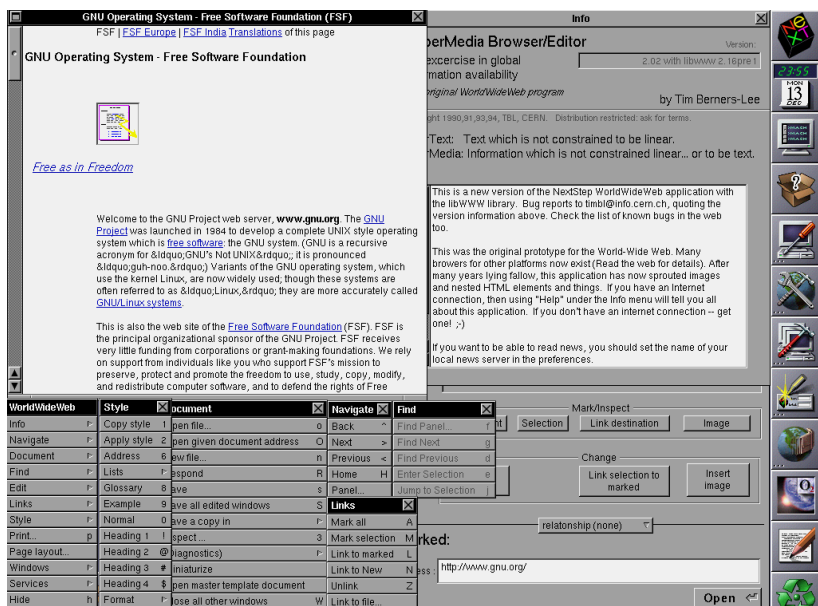 GNU Operating System - Free Software Foundation (FSF)
FSF | FSF Europe | FSF India Translations of this page
GNU Operating System - Free Software Foundation
Free as in Freedom
Welcome to the GNU Project web server, www.gnu.org. The GNU
Project was launched in 1984 to develop a complete UNIX style operating
system which is free software: the GNU system. (GNU is a recursive
acronym for &ldquo;GNU's Not UNIX&rdquo;; it is pronounced
&ldquo;guh-noo.&rdquo;) Variants of the GNU operating system, which
use the kernel Linux, are now widely used; though these systems are
often referred to as &ldquo;Linux,&rdquo; they are more accurately called
GNU/Linux systems.
This is also the web site of the Free Software Foundation (FSF). FSF is
the principal organizational sponsor of the GNU Project. FSF receives
very little funding from corporations or grant-making foundations. We rely
on support from individuals like you who support FSF's mission to
preserve, protect and promote the freedom to use, study, copy, modify,
and redistribute computer software, and to defend the rights of Free
Info
perMedia Browser/Editor
Version:
excercise in global
2.02 with libwww 2.16pre1
rmation availability
original WorldWideWeb program
by Tim Berners-Lee
ght 1990,91,93,94, TBL, CERN. Distribution restricted: ask for terms.
rText: Text which is not constrained to be linear.
rMedia: Information which is not constrained linear... or to be text.
This is a new version of the NextStep WorldWideWeb application with
the libWWW library. Bug reports to timbl@info.cern.ch, quoting the
version information above. Check the list of known bugs in the web
too.
This was the original prototype for the World-Wide Web. Many
browers for other platforms now exist (Read the web for details). After
many years lying fallow, this application has now sprouted images
and nested HTML elements and things. If you have an Internet
connection, then using "Help" under the Info menu will tell you all
about this application. If you don't have an internet connection -- get
one! ;-)
If you want to be able to read news, you should set the name of your
local news server in the preferences.
23:55
MON
13
DEC
WorldWideWeb
Info
Navigate
Document
Find
Edit
Links
Style
Print... p
Page layout...
Windows
Services
Hide h
Style
Copy style 1
Apply style 2
Address 6
Lists
Glossary 8
Example 9
Normal 0
Heading 1 !
Heading 2 @
Heading 3 #
Heading 4 $
Format
ocument
pen file... o
pen given document address O
ew file... n
espond R
ave s
ave all edited windows S
ave a copy in
spect... 3
iagnostics)
iniaturize
pen master template document
lose all other windows W
Navigate
Back ^
Next >
Previous <
Home H
Panel...
Find
Find Panel... f
Find Next g
Find Previous d
Enter Selection e
Jump to Selection j
Links
Mark all A
Mark selection M
Link to marked L
Link to New N
Unlink Z
Link to file...
Mark/Inspect
Selection
Link destination
Image
Change
Link selection to
marked
Insert
image
relatonship (none)
rked:
ess :
http://www.gnu.org/
Open